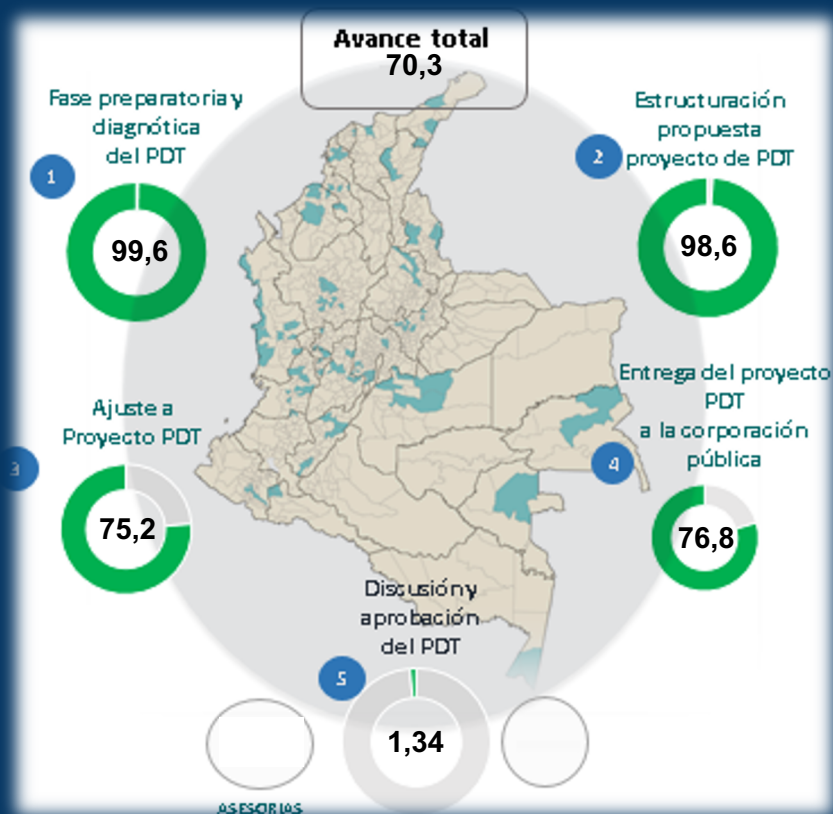 Avance total
70,3
Fase preparatoria y
diagnótica
del PDT
1
99,6
Estructuración
propuesta
proyecto de PDT
2
98,6
Ajuste a
Proyecto PDT
3
75,2
Entrega del proyecto
PDT
a la corporación
pública
4
76,8
Discusión y
aprobación
del PDT
5
1,34
ASESORIAS